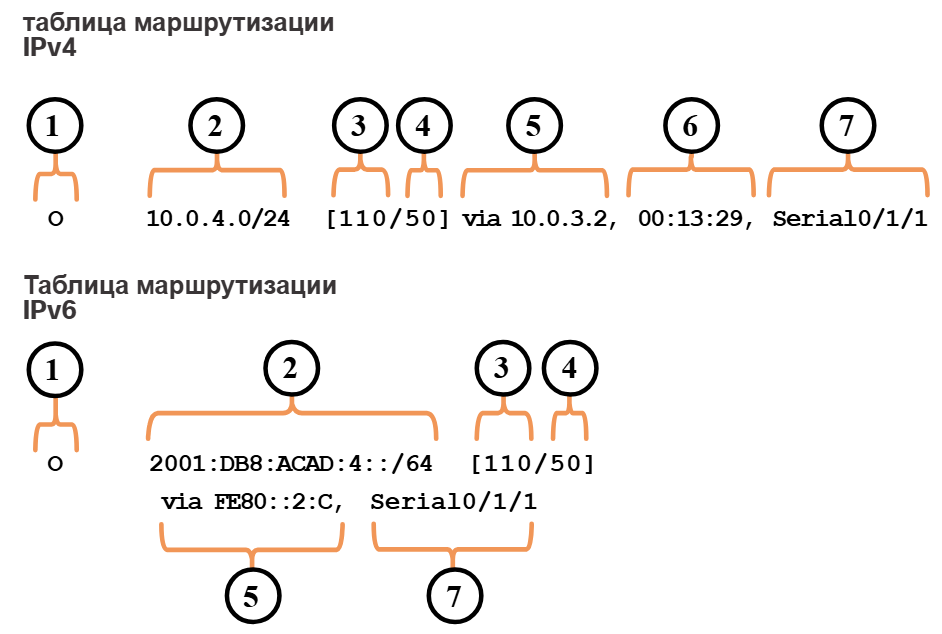 таблица маршрутизации
IPv4
1 2 3 4 5 6 7
O 10.0.4.0/24 [110/50] via 10.0.3.2, 00:13:29, Serial0/1/1
Таблица маршрутизации
IPv6
1 2 3 4
O 2001:DB8:ACAD:4::/64 [110/50]
via FE80::2:C, Serial0/1/1
5 7